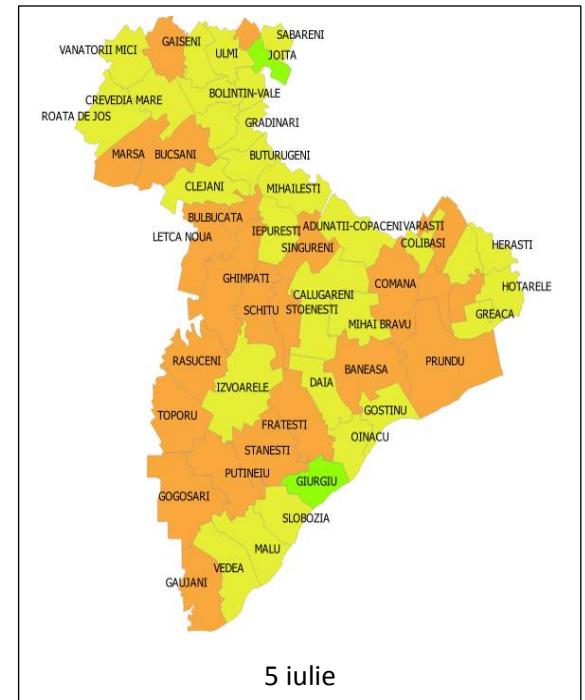 SABARENI
GAISENI
VANATORII MICI
ULMI
JOITA
BOLINTIN-VALE
CREVEDIA MARE
ROATA DE JOS
GRADINARI
MARSA
BUCSANI
BUTURUGENI
CLEJANI
MIHAILESTI
BULBUCATA
ADUNATII-COPACENI
VARASTI
IEPURESTI
LETCA NOUA
SINGURENI
COLIBASI
HERASTI
GHIMPATI
COMANA
HOTARELE
CALUGARENI
SCHITU
STOENESTI
GREACA
MIHAI BRAVU
RASUCENI
PRUNDU
BANEASA
IZVOARELE
DAIA
TOPORU
GOSTINU
FRATESTI
OINACU
STANESTI
PUTINEIU
GIURGIU
GOGOSARI
SLOBOZIA
MALU
VEDEA
GAUJANI
5 iulie